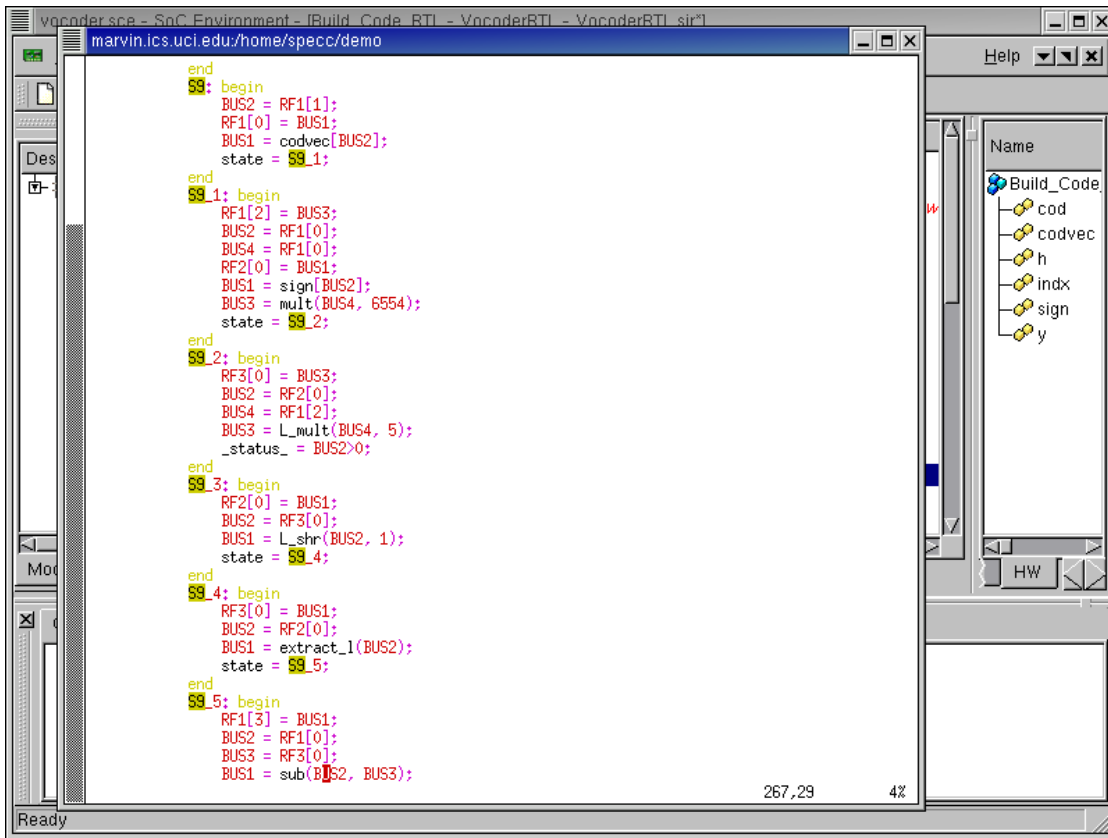 vocoder.sce - SoC Environment - [Build_Code_RTL - VocoderRTL - VocoderRTL.sir*]
marvin.ics.uci.edu:/home/specc/demo
Help
Des
Name
Build_Code
cod
codvec
h
indx
sign
y
w
HW
Mod
end
S9: begin
BUS2 = RF1[1];
RF1[0] = BUS1;
BUS1 = codvec[BUS2];
state = S9_1;
end
S9_1: begin
RF1[2] = BUS3;
BUS2 = RF1[0];
BUS4 = RF1[0];
RF2[0] = BUS1;
BUS1 = sign[BUS2];
BUS3 = mult(BUS4, 6554);
state = S9_2;
end
S9_2: begin
RF3[0] = BUS3;
BUS2 = RF2[0];
BUS4 = RF1[2];
BUS3 = L_mult(BUS4, 5);
_status_ = BUS2>0;
end
S9_3: begin
RF2[0] = BUS1;
BUS2 = RF3[0];
BUS1 = L_shr(BUS2, 1);
state = S9_4;
end
S9_4: begin
RF3[0] = BUS1;
BUS2 = RF2[0];
BUS1 = extract_l(BUS2);
state = S9_5;
end
S9_5: begin
RF1[3] = BUS1;
BUS2 = RF1[0];
BUS3 = RF3[0];
BUS1 = sub(BUS2, BUS3);
267,29 4%
Ready